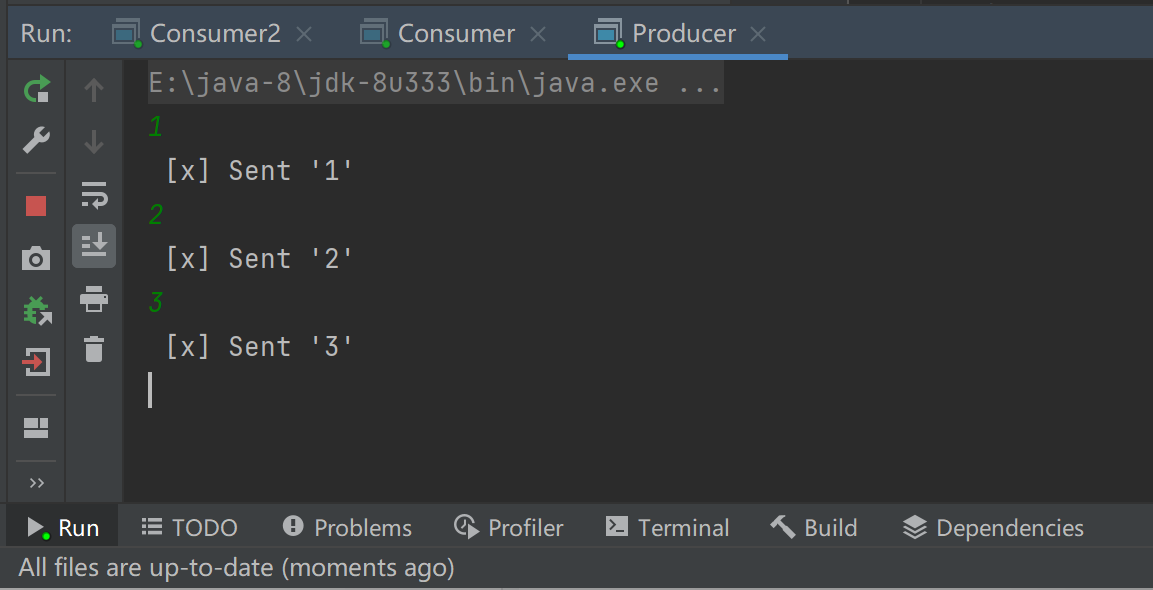 Run: Consumer2 Consumer Producer
E:\java-8\jdk-8u333\bin\java.exe ...
1
[x] Sent '1'
2
[x] Sent '2'
3
[x] Sent '3'
Run TODO Problems Profiler Terminal Build Dependencies
All files are up-to-date (moments ago)